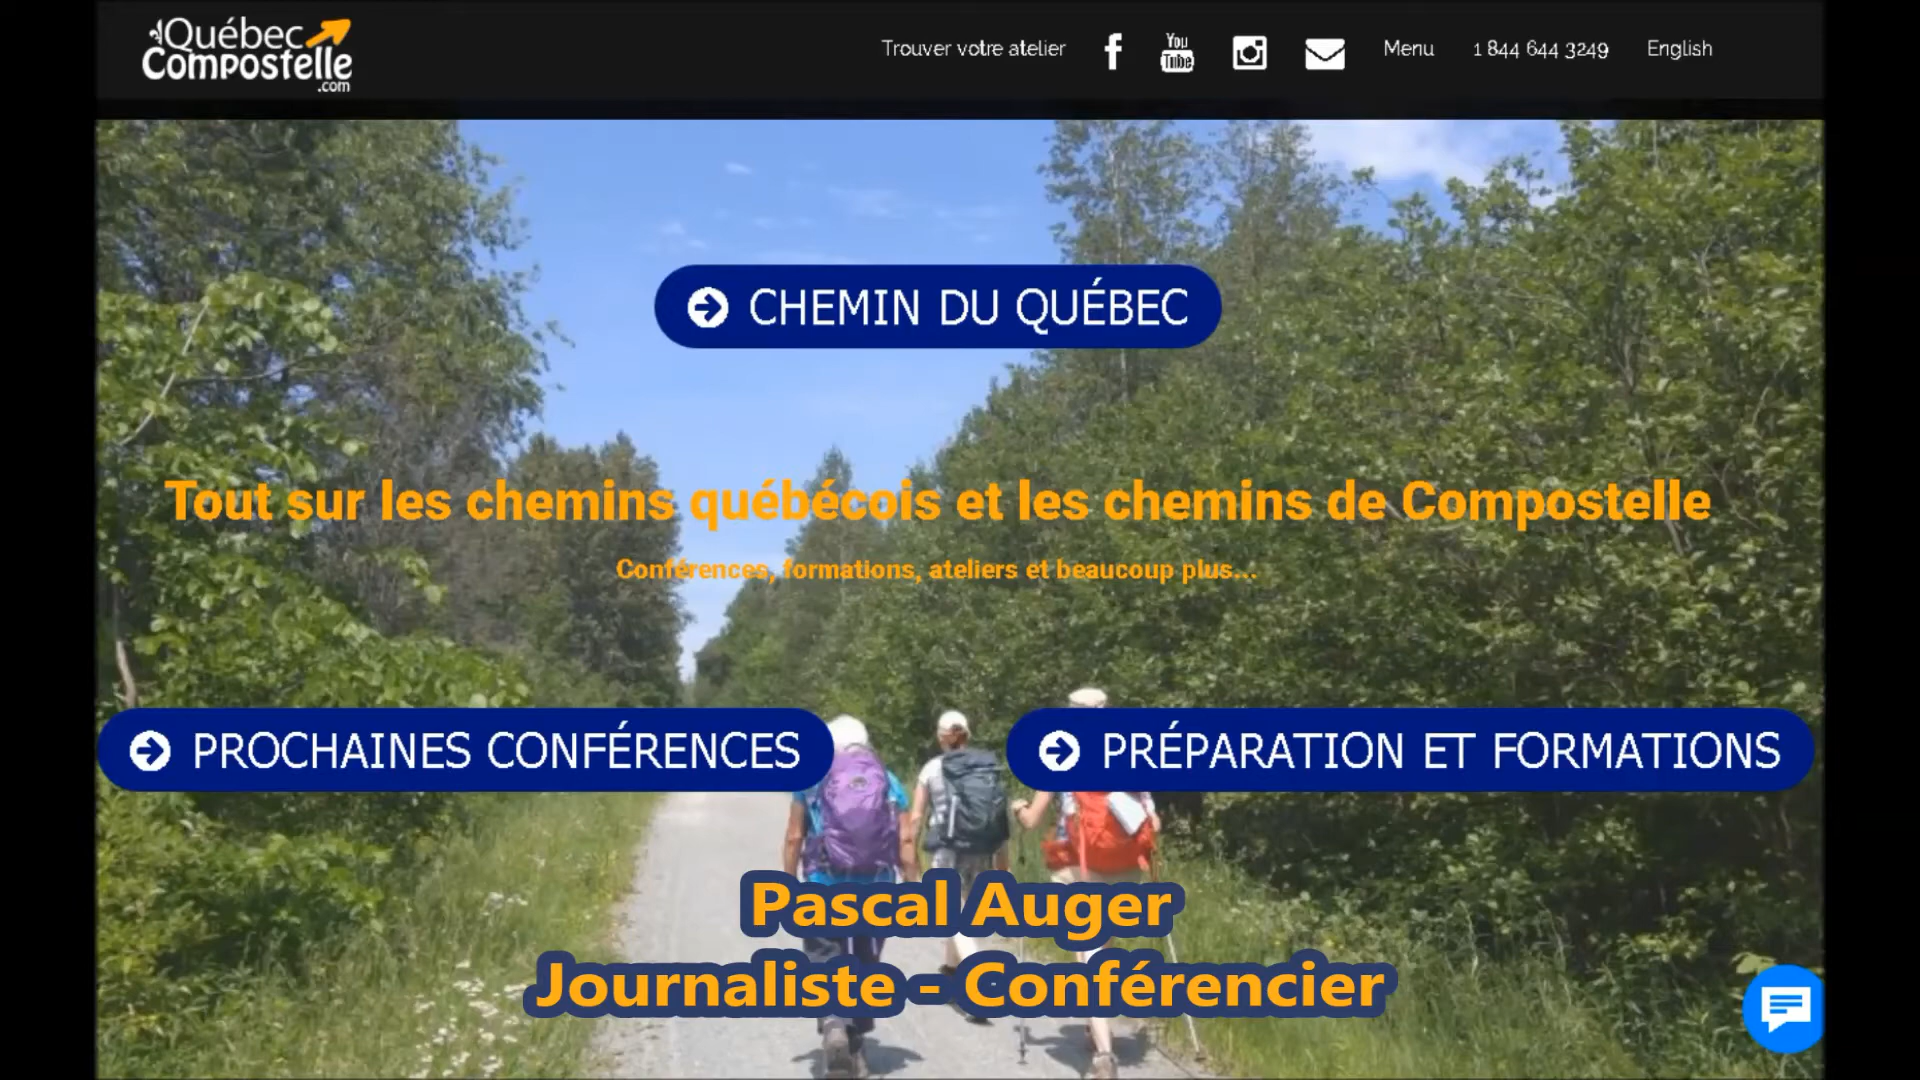 Québec
Compostelle
.com
Trouver votre atelier
You
Tube
Menu
1 844 644 3249
English
CHEMIN DU QUÉBEC
Tout sur les chemins québécois et les chemins de Compostelle
Conférences, formations, ateliers et beaucoup plus...
PROCHAINES CONFÉRENCES
PRÉPARATION ET FORMATIONS
Pascal Auger
Journaliste - Conférencier